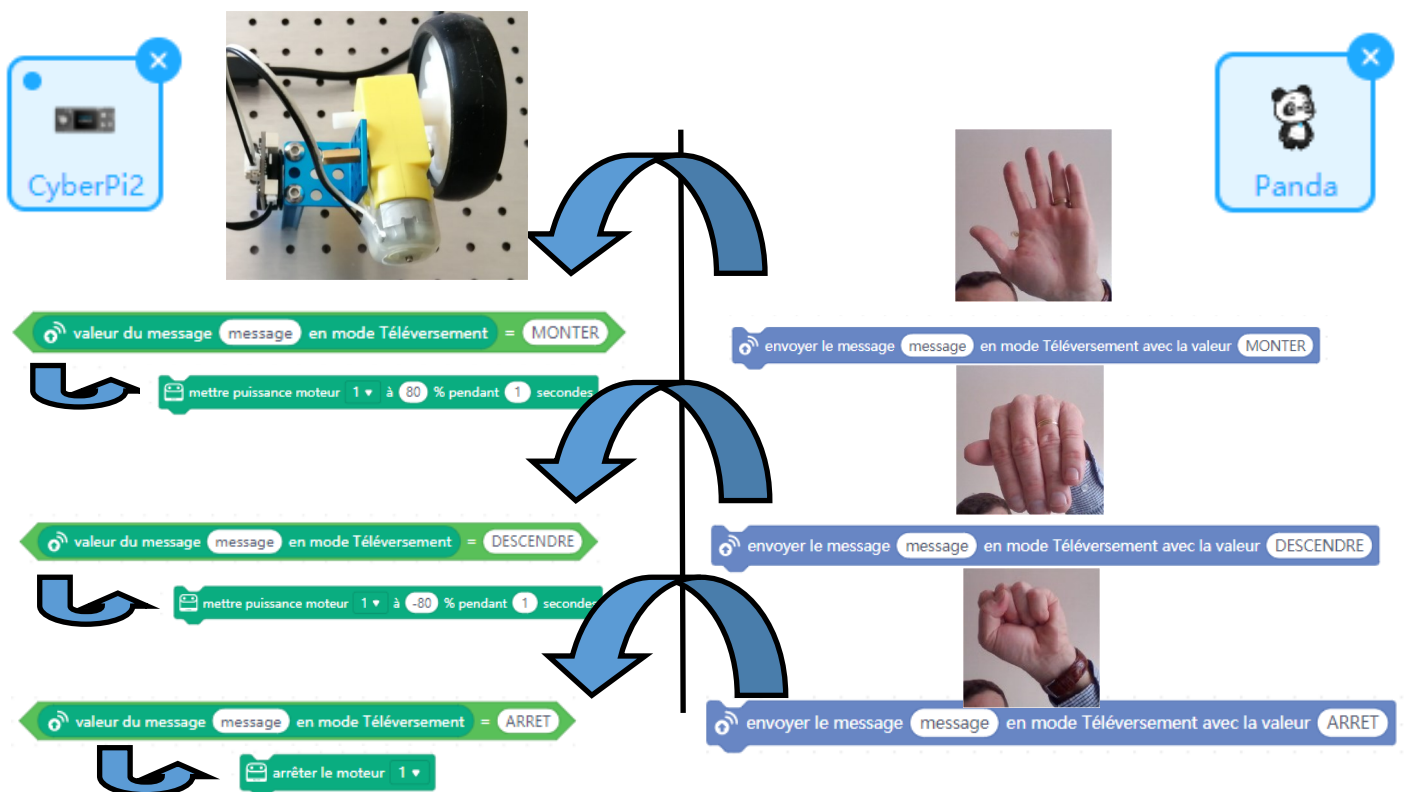 CyberPi2
Panda
valeur du message message en mode Téléversement = MONTER
envoyer le message message en mode Téléversement avec la valeur MONTER
mettre puissance moteur 1 à 80 % pendant 1 secondes
valeur du message message en mode Téléversement = DESCENDRE
envoyer le message message en mode Téléversement avec la valeur DESCENDRE
mettre puissance moteur 1 à -80 % pendant 1 secondes
valeur du message message en mode Téléversement = ARRET
envoyer le message message en mode Téléversement avec la valeur ARRET
arrêter le moteur 1